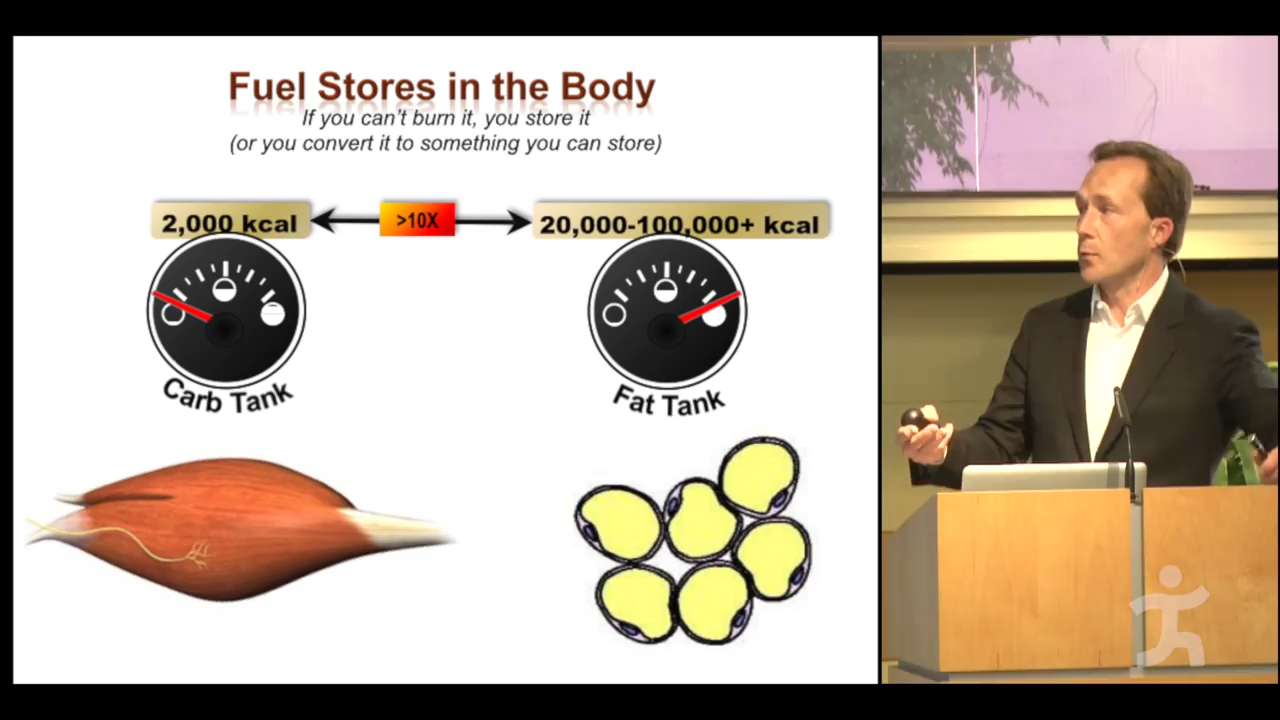 Fuel Stores in the Body
If you can't burn it, you store it
(or you convert it to something you can store)
2,000 kcal
>10X
20,000-100,000+ kcal
Carb Tank
Fat Tank